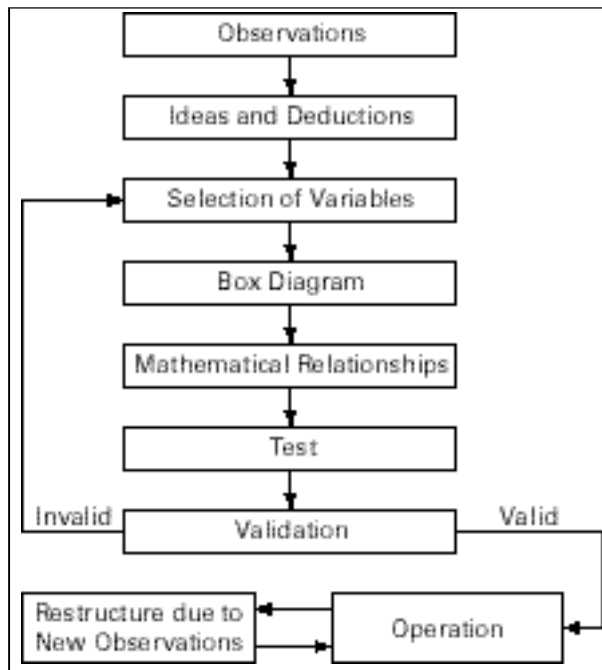 Observations
Ideas and Deductions
Selection of Variables
Box Diagram
Mathematical Relationships
Test
Invalid
Validation
Valid
Restructure due to
New Observations
Operation